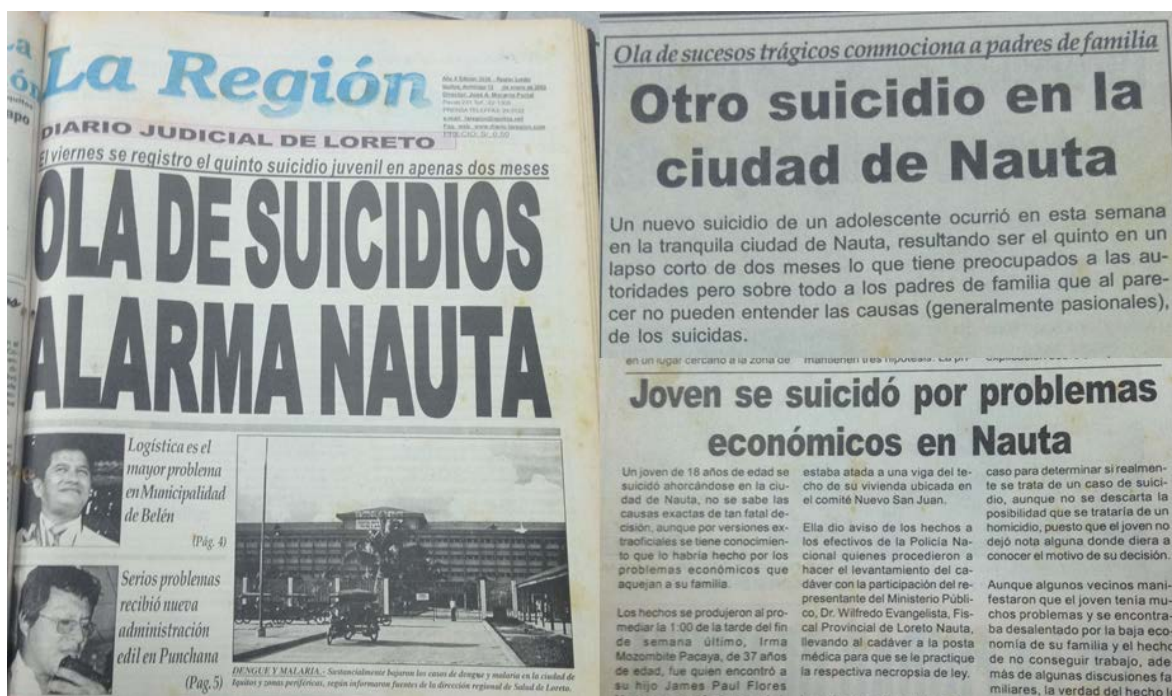 La Región
DIARIO JUDICIAL DE LORETO
El viernes se registro el quinto suicidio juvenil en apenas dos meses
OLA DE SUICIDIOS
ALARMA NAUTA
Logística es el
mayor problema
en Municipalidad
de Belén
(Pág. 4)
Serios problemas
recibió nueva
administración
edil en Punchana
(Pag. 5)
DENGUE Y MALARIA.- Sustancialmente bajaron los casos de dengue y malaria en la ciudad de
Iquitos y zonas periféricas, según informaron fuentes de la dirección regional de Salud de Loreto.
Ola de sucesos trágicos conmociona a padres de familia
Otro suicidio en la
ciudad de Nauta
Un nuevo suicidio de un adolescente ocurrió en esta semana
en la tranquila ciudad de Nauta, resultando ser el quinto en un
lapso corto de dos meses lo que tiene preocupados a las au-
toridades pero sobre todo a los padres de familia que al pare-
cer no pueden entender las causas (generalmente pasionales),
de los suicidas.
en un lugar cercano a la zona de
mantienen tres hipótesis. La
Joven se suicidó por problemas
económicos en Nauta
Un joven de 18 años de edad se
suicidó ahorcándose en la ciu-
dad de Nauta, no se sabe las
causas exactas de tan fatal de-
cisión, aunque por versiones ex-
traoficiales se tiene conocimien-
to que lo habría hecho por los
problemas económicos que
aquejan a su familia.
Los hechos se produjeron al pro-
mediar la 1:00 de la tarde del fin
de semana último, Irma
Mozombite Pacaya, de 37 años
de edad, fue quien encontró a
su hijo James Paul Flores
estaba atada a una viga del te-
cho de su vivienda ubicada en
el comité Nuevo San Juan.
Ella dio aviso de los hechos a
los efectivos de la Policía Na-
cional quienes procedieron a
hacer el levantamiento del ca-
dáver con la participación del re-
presentante del Ministerio Públi-
co, Dr. Wilfredo Evangelista, Fis-
cal Provincial de Loreto Nauta,
llevando al cadáver a la posta
médica para que se le practique
la respectiva necropsia de ley.
caso para determinar si realmen-
te se trata de un caso de suici-
dio, aunque no se descarta la
posibilidad que se trataría de un
homicidio, puesto que el joven no
dejó nota alguna donde diera a
conocer el motivo de su decisión.
Aunque algunos vecinos mani-
festaron que el joven tenía mu-
chos problemas y se encontra-
ba desalentado por la baja eco-
nomía de su familia y el hecho
de no conseguir trabajo, ade
más de algunas discusiones fa
miliares, la verdad del hecho